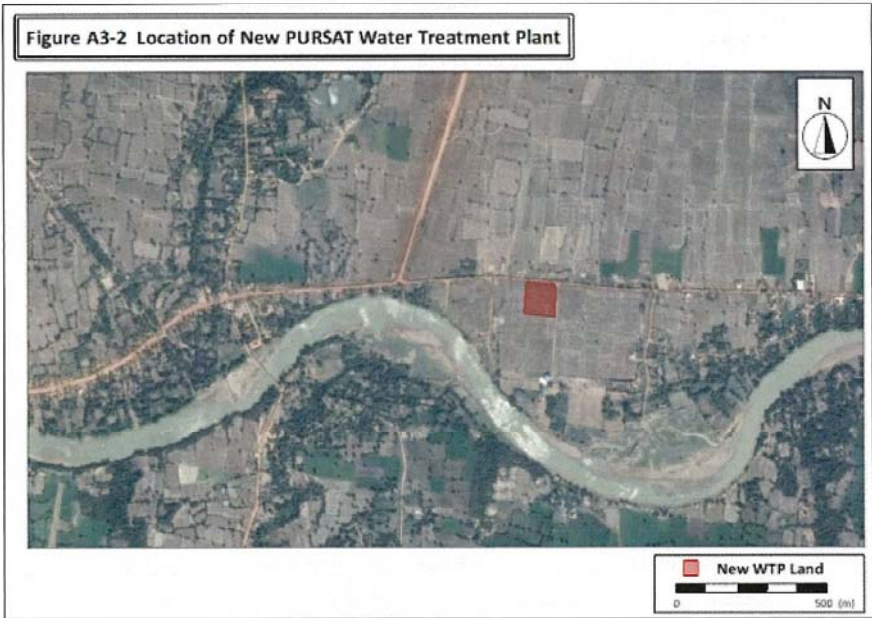 Figure A3-2 Location of New PURSAT Water Treatment Plant
N
New WTP Land
0 500 (m)